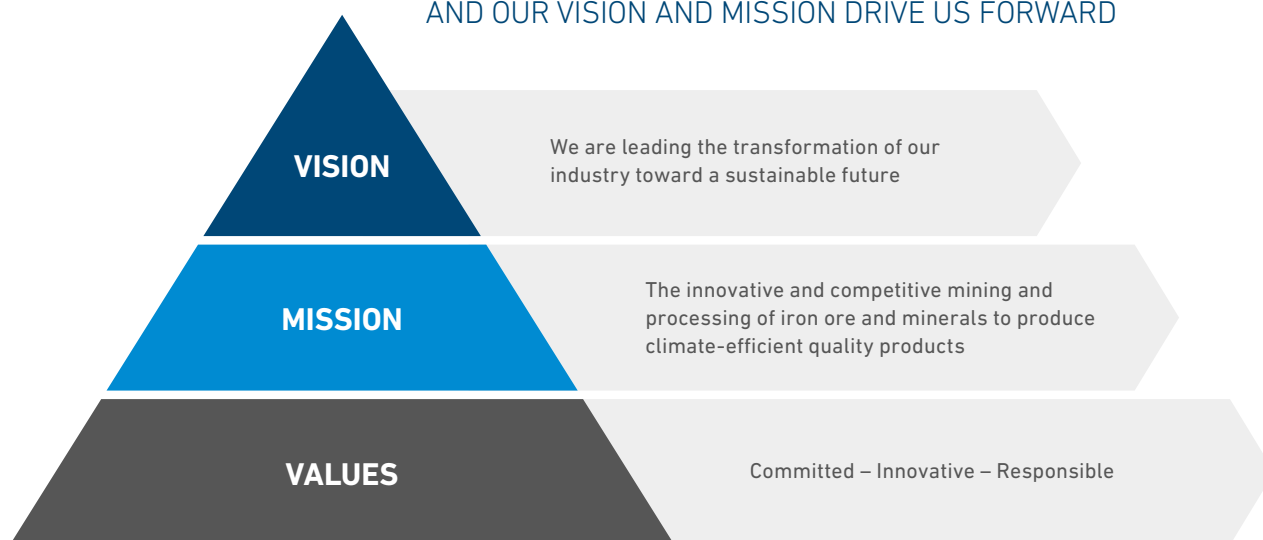 AND OUR VISION AND MISSION DRIVE US FORWARD
VISION
We are leading the transformation of our
industry toward a sustainable future
MISSION
The innovative and competitive mining and
processing of iron ore and minerals to produce
climate-efficient quality products
VALUES
Committed – Innovative – Responsible